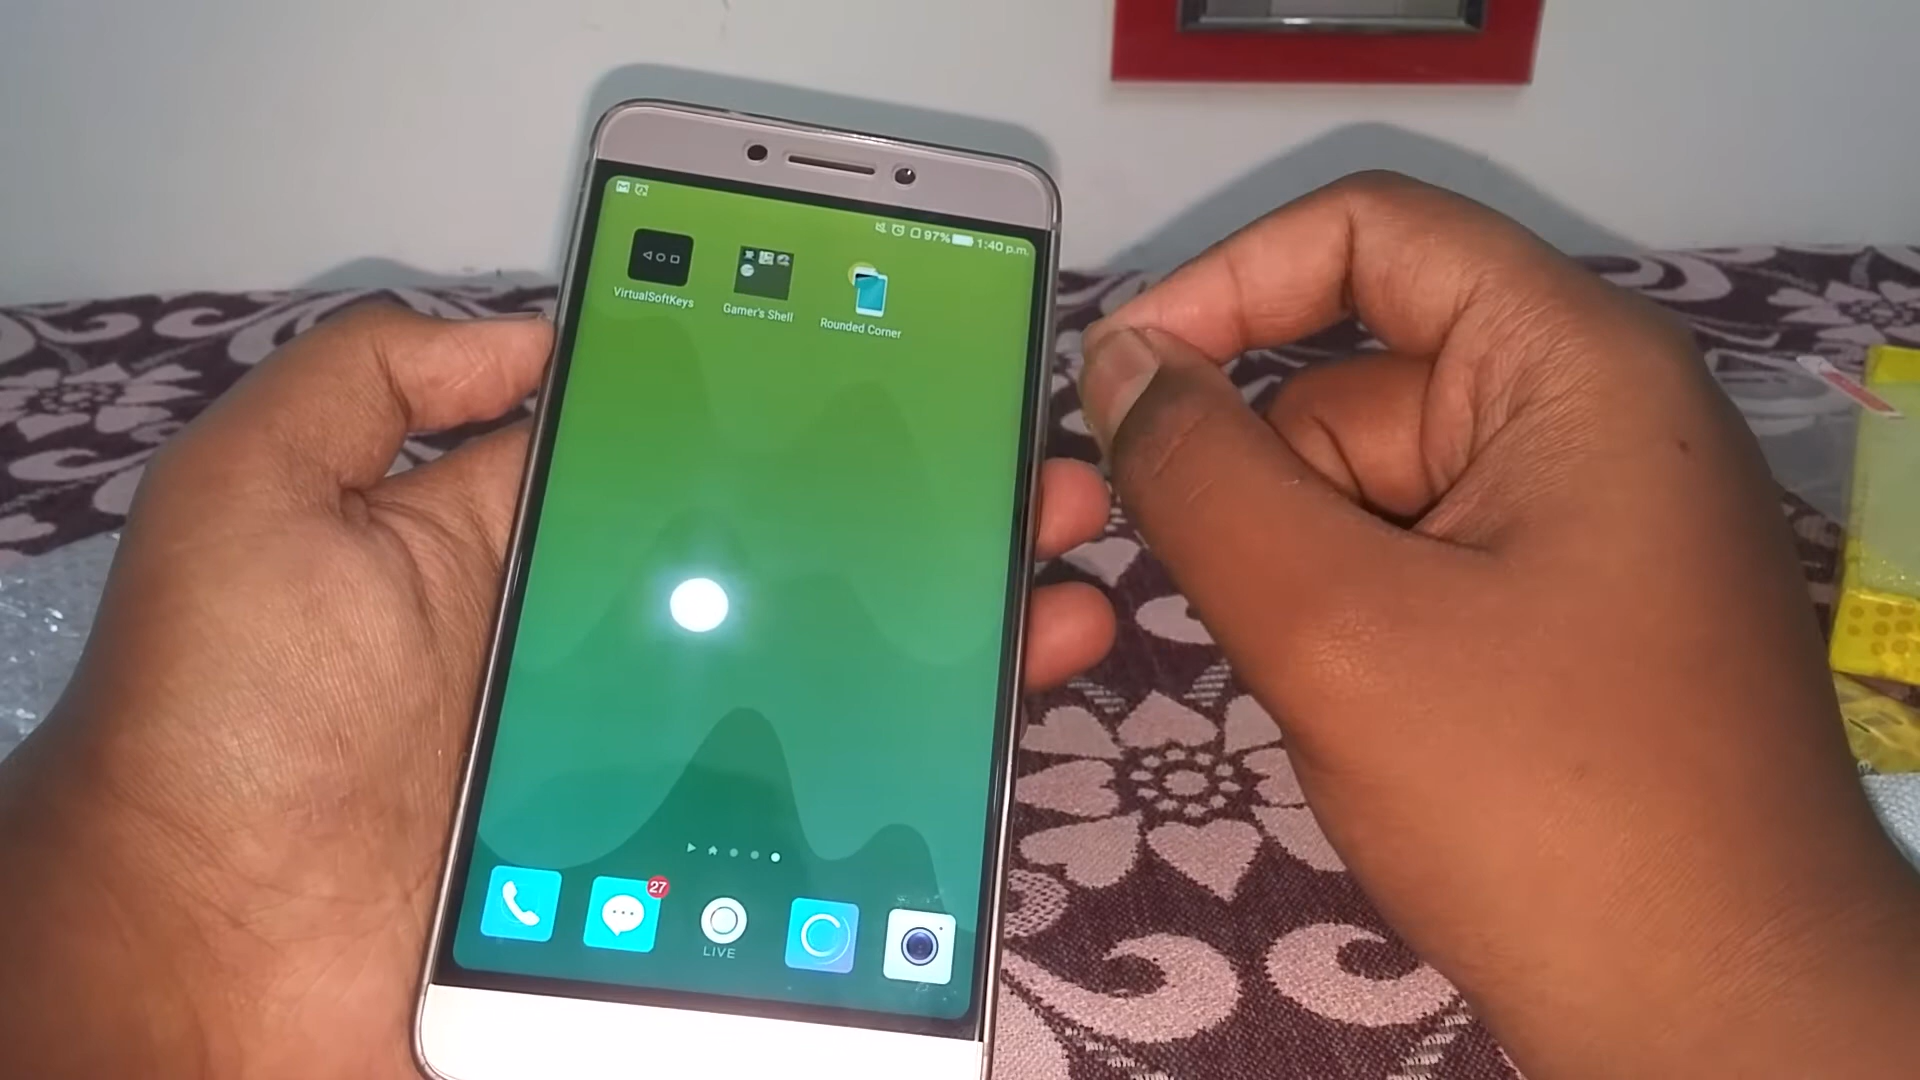 97% 1:40 p.m.
VirtualSoftKeys
Gamer's Shell
Rounded Corner
27
LIVE